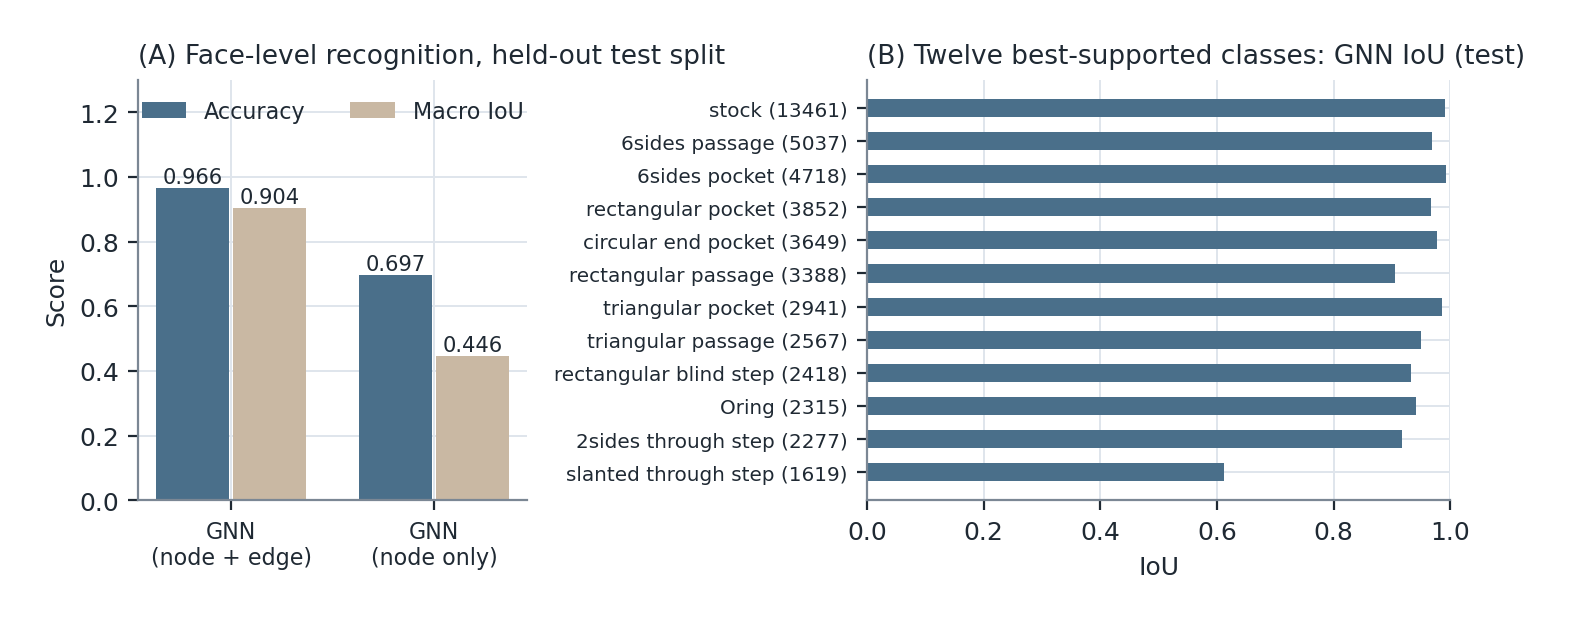 (A) Face-level recognition, held-out test split
Accuracy
Macro IoU
Score
1.2
1.0
0.8
0.6
0.4
0.2
0.0
0.966
0.904
0.697
0.446
GNN
(node + edge)
GNN
(node only)
(B) Twelve best-supported classes: GNN IoU (test)
stock (13461)
6sides passage (5037)
6sides pocket (4718)
rectangular pocket (3852)
circular end pocket (3649)
rectangular passage (3388)
triangular pocket (2941)
triangular passage (2567)
rectangular blind step (2418)
Oring (2315)
2sides through step (2277)
slanted through step (1619)
0.0 0.2 0.4 0.6 0.8 1.0
IoU